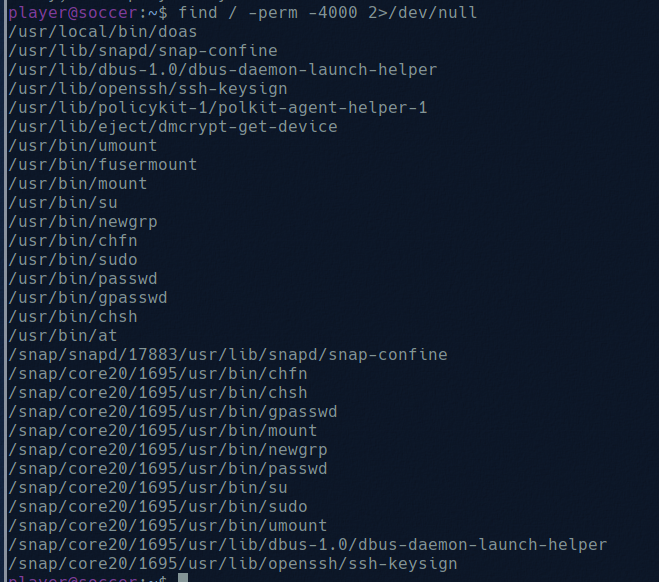 player@soccer:~$ find / -perm -4000 2>/dev/null
/usr/local/bin/doas
/usr/lib/snapd/snap-confine
/usr/lib/dbus-1.0/dbus-daemon-launch-helper
/usr/lib/openssh/ssh-keysign
/usr/lib/policykit-1/polkit-agent-helper-1
/usr/lib/eject/dmcrypt-get-device
/usr/bin/umount
/usr/bin/fusermount
/usr/bin/mount
/usr/bin/su
/usr/bin/newgrp
/usr/bin/chfn
/usr/bin/sudo
/usr/bin/passwd
/usr/bin/gpasswd
/usr/bin/chsh
/usr/bin/at
/snap/snapd/17883/usr/lib/snapd/snap-confine
/snap/core20/1695/usr/bin/chfn
/snap/core20/1695/usr/bin/chsh
/snap/core20/1695/usr/bin/gpasswd
/snap/core20/1695/usr/bin/mount
/snap/core20/1695/usr/bin/newgrp
/snap/core20/1695/usr/bin/passwd
/snap/core20/1695/usr/bin/su
/snap/core20/1695/usr/bin/sudo
/snap/core20/1695/usr/bin/umount
/snap/core20/1695/usr/lib/dbus-1.0/dbus-daemon-launch-helper
/snap/core20/1695/usr/lib/openssh/ssh-keysign
player@soccer:~$